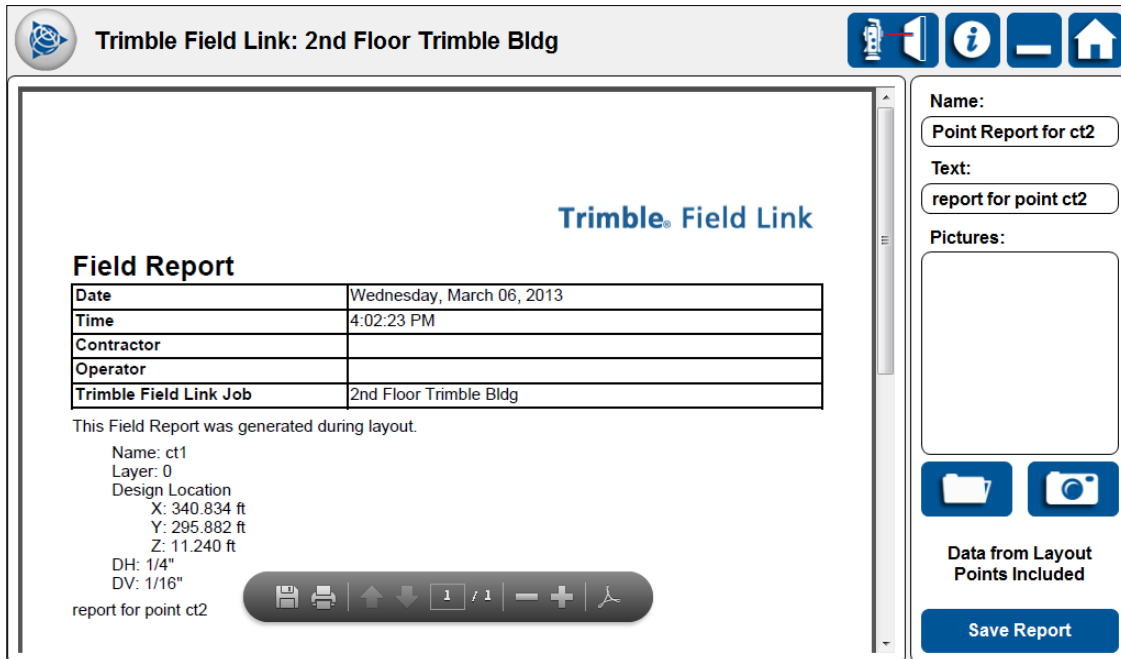 Trimble Field Link: 2nd Floor Trimble Bldg
Trimble® Field Link
Field Report
Date Wednesday, March 06, 2013
Time 4:02:23 PM
Contractor
Operator
Trimble Field Link Job 2nd Floor Trimble Bldg
This Field Report was generated during layout.
Name: ct1
Layer: 0
Design Location
X: 340.834 ft
Y: 295.882 ft
Z: 11.240 ft
DH: 1/4"
DV: 1/16"
report for point ct2
1 / 1
Name:
Point Report for ct2
Text:
report for point ct2
Pictures:
Data from Layout
Points Included
Save Report